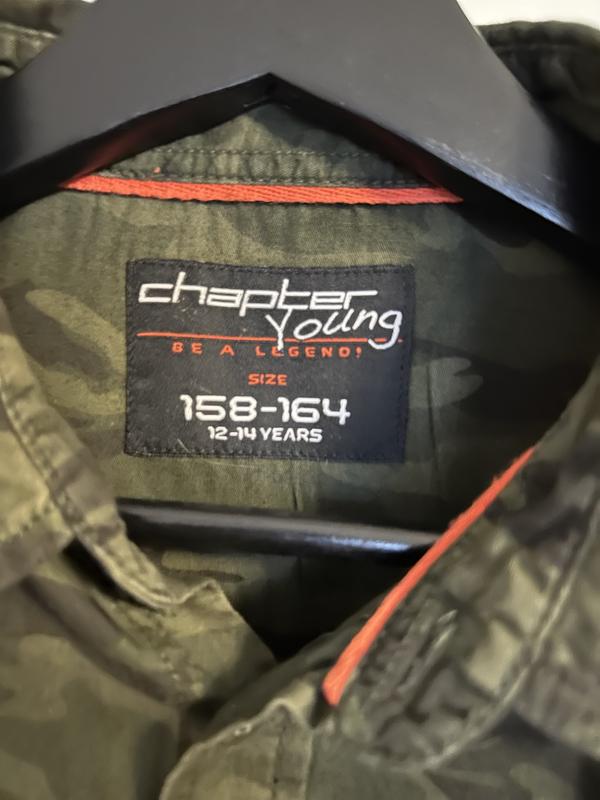 chapter
Young
BE A LEGEND!
SIZE
158-164
12-14 YEARS